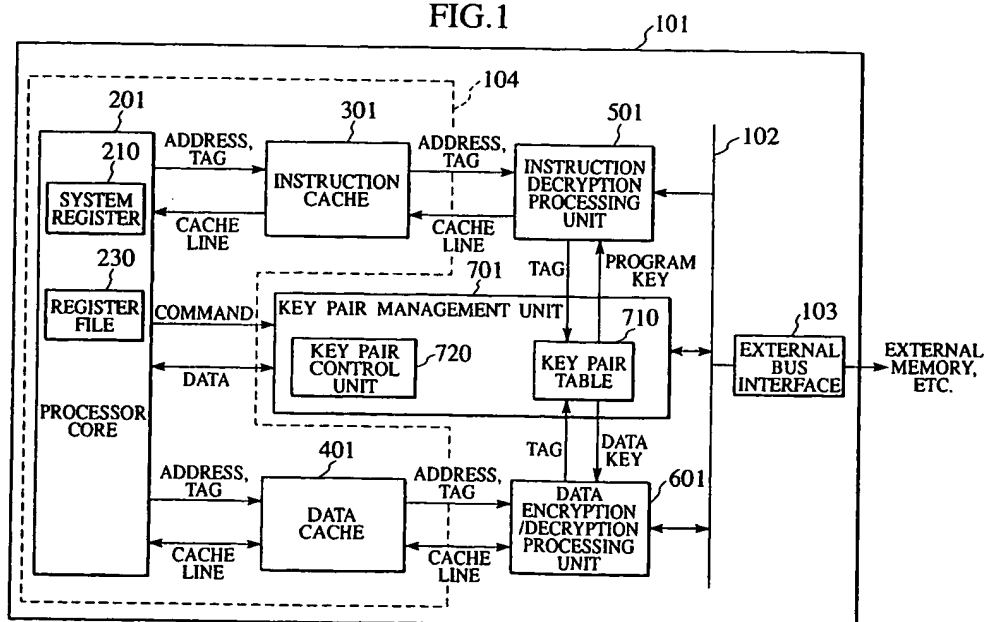 FIG.1
101
104
201
210
SYSTEM
REGISTER
230
REGISTER
FILE
PROCESSOR
CORE
ADDRESS,
TAG
CACHE
LINE
301
INSTRUCTION
CACHE
ADDRESS,
TAG
CACHE
LINE
501
INSTRUCTION
DECRYPTION
PROCESSING
UNIT
102
TAG
PROGRAM
KEY
COMMAND
DATA
701
KEY PAIR MANAGEMENT UNIT
KEY PAIR
CONTROL
UNIT
720
710
KEY PAIR
TABLE
103
EXTERNAL
BUS
INTERFACE
EXTERNAL
MEMORY,
ETC.
TAG
DATA
KEY
ADDRESS,
TAG
CACHE
LINE
401
DATA
CACHE
ADDRESS,
TAG
CACHE
LINE
601
DATA
ENCRYPTION
/DECRYPTION
PROCESSING
UNIT